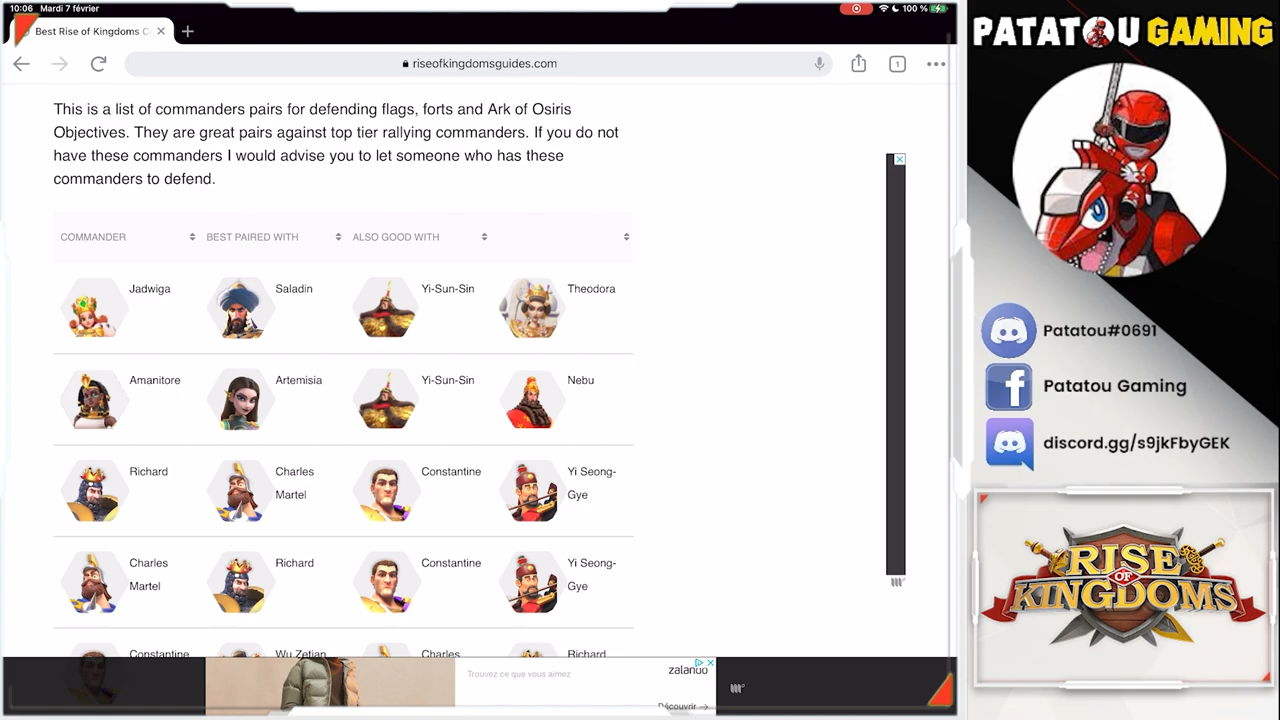 10:06 Mardi 7 février
100 %
Best Rise of Kingdoms C
riseofkingdomsguides.com
1
This is a list of commanders pairs for defending flags, forts and Ark of Osiris
Objectives. They are great pairs against top tier rallying commanders. If you do not
have these commanders I would advise you to let someone who has these
commanders to defend.
COMMANDER BEST PAIRED WITH ALSO GOOD WITH
Jadwiga Saladin Yi-Sun-Sin Theodora
Amanitore Artemisia Yi-Sun-Sin Nebu
Richard Charles Constantine Yi Seong-
Martel Gye
Charles Richard Constantine Yi Seong-
Martel Gye
Constantine Wu Zetian Charles Richard
Trouvez ce que vous aimez
zalando
Découvrir →
PATATOU GAMING
Patatou#0691
Patatou Gaming
discord.gg/s9jkFbyGEK
RISE
OF
KINGDOMS